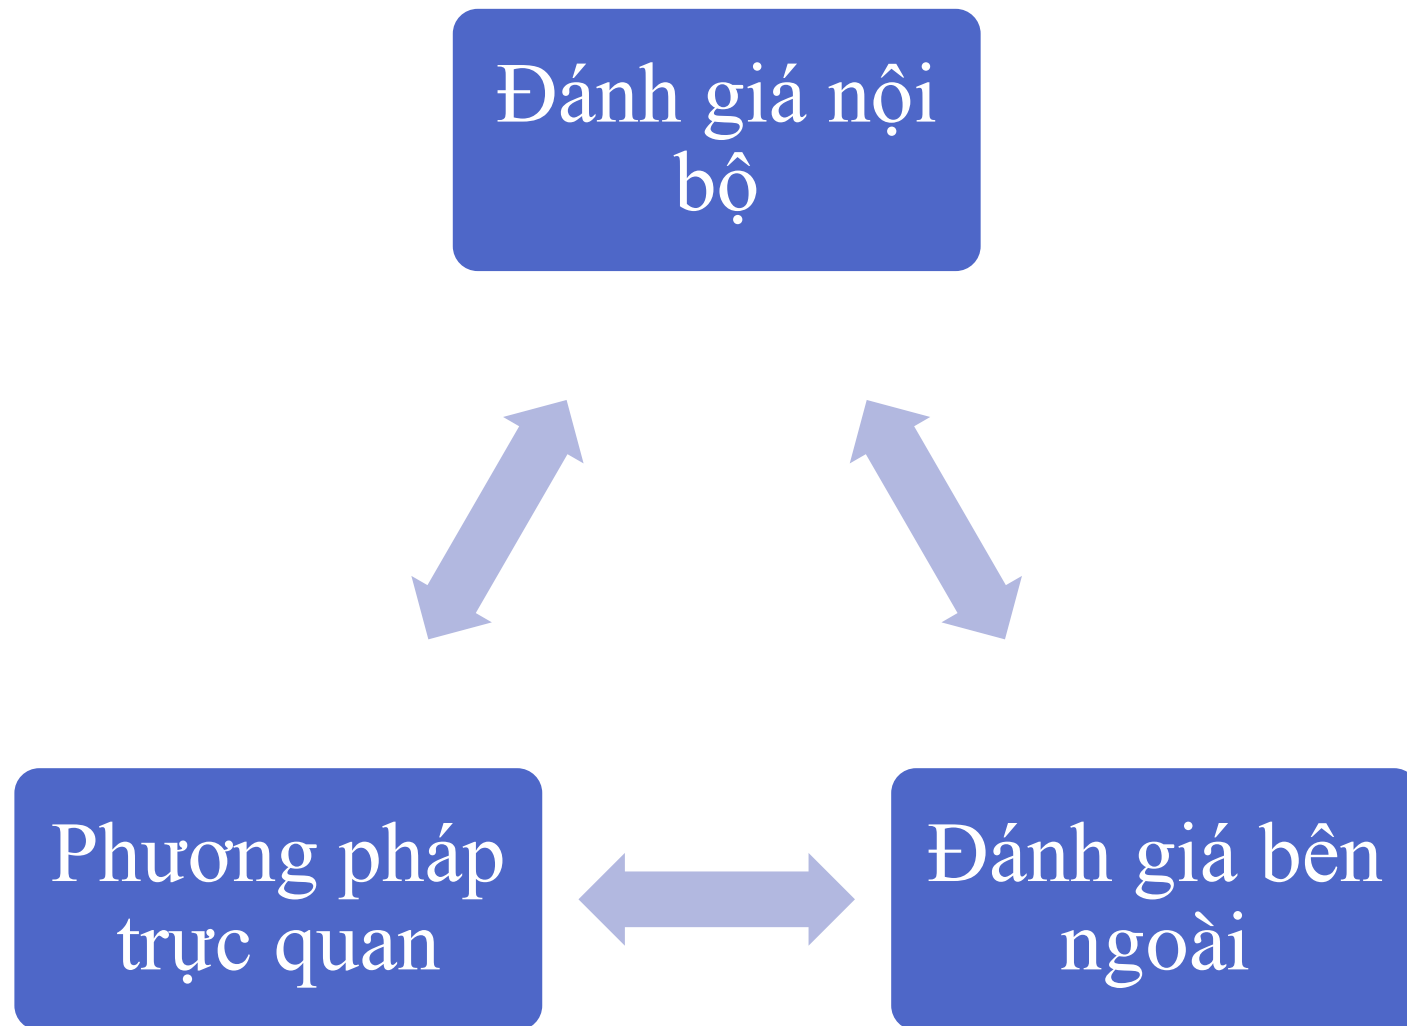 Đánh giá nội
bộ
Phương pháp
trực quan
Đánh giá bên
ngoài